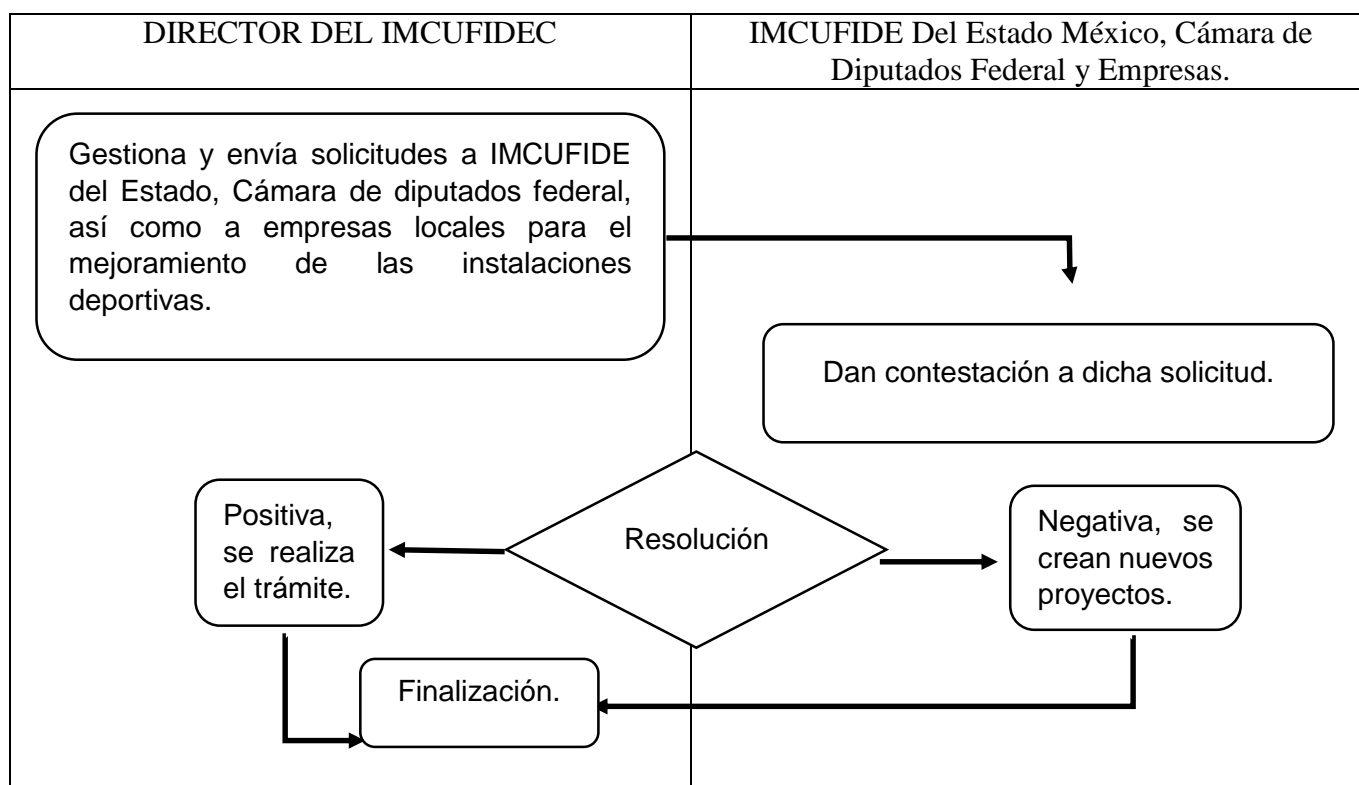 DIRECTOR DEL IMCUFIDEC
IMCUFIDE Del Estado México, Cámara de
Diputados Federal y Empresas.
Gestiona y envía solicitudes a IMCUFIDE
del Estado, Cámara de diputados federal,
así como a empresas locales para el
mejoramiento de las instalaciones
deportivas.
Dan contestación a dicha solicitud.
Positiva,
se realiza
el trámite.
Resolución
Negativa, se
crean nuevos
proyectos.
Finalización.